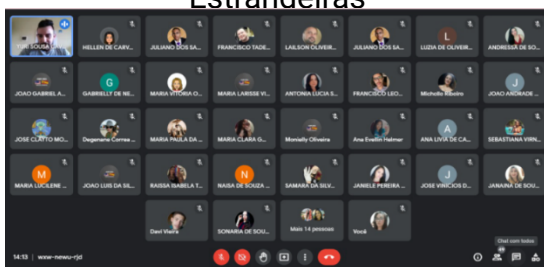 Estrangeiras
YURI SOUSA
HELLEN DE CARV...
JULIANO DOS SA...
FRANCISCO TADE...
LAILSON OLIVEIR...
JULIANO DOS SA...
LUZIA DE OLIVEIR...
ANDRESSA DE SO...
JOAO GABRIEL A...
GABRIELLY DE NE...
MARIA VITORIA O...
MARIA LARISSE VI...
ANTONIA LUCIA S...
FRANCISCO LEO...
Michelle Ribeiro
JOAO ANDRADE ...
JOSE CLAYTO MO...
Degenane Correa ...
MARIA PAULA DA ...
MARIA CLARA G...
Monielly Oliveira
Ana Evellin Helmer
ANA LIVIA DE CA...
SEBASTIANA VIRN...
MARIA LUCILENE ...
JOAO LUIS DA SIL...
RAISSA ISABELA T...
NAISA DE SOUZA ...
SAMARA DA SILV...
JANIELE PEREIRA ...
JOSE VINICIOS D...
JANAINA DE SOU...
Davi Vieira
SONARIA DE SOU...
Mais 14 pessoas
Você
Chat com todos
14:13 | wxw-newu-rjd